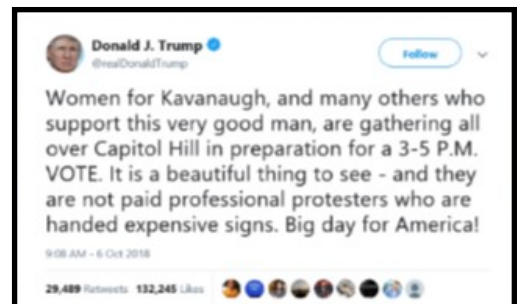 Donald J. Trump
@realDonaldTrump
Follow
Women for Kavanaugh, and many others who
support this very good man, are gathering all
over Capitol Hill in preparation for a 3-5 P.M.
VOTE. It is a beautiful thing to see - and they
are not paid professional protesters who are
handed expensive signs. Big day for America!
9:08 AM - 6 Oct 2018
29,489 Retweets 132,245 Likes